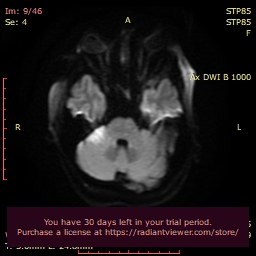 Im: 9/46
STP85
Se: 4
STP85
F
A
Ax DWI B 1000
R
L
You have 30 days left in your trial period.
Purchase a license at https://radiantviewer.com/store/